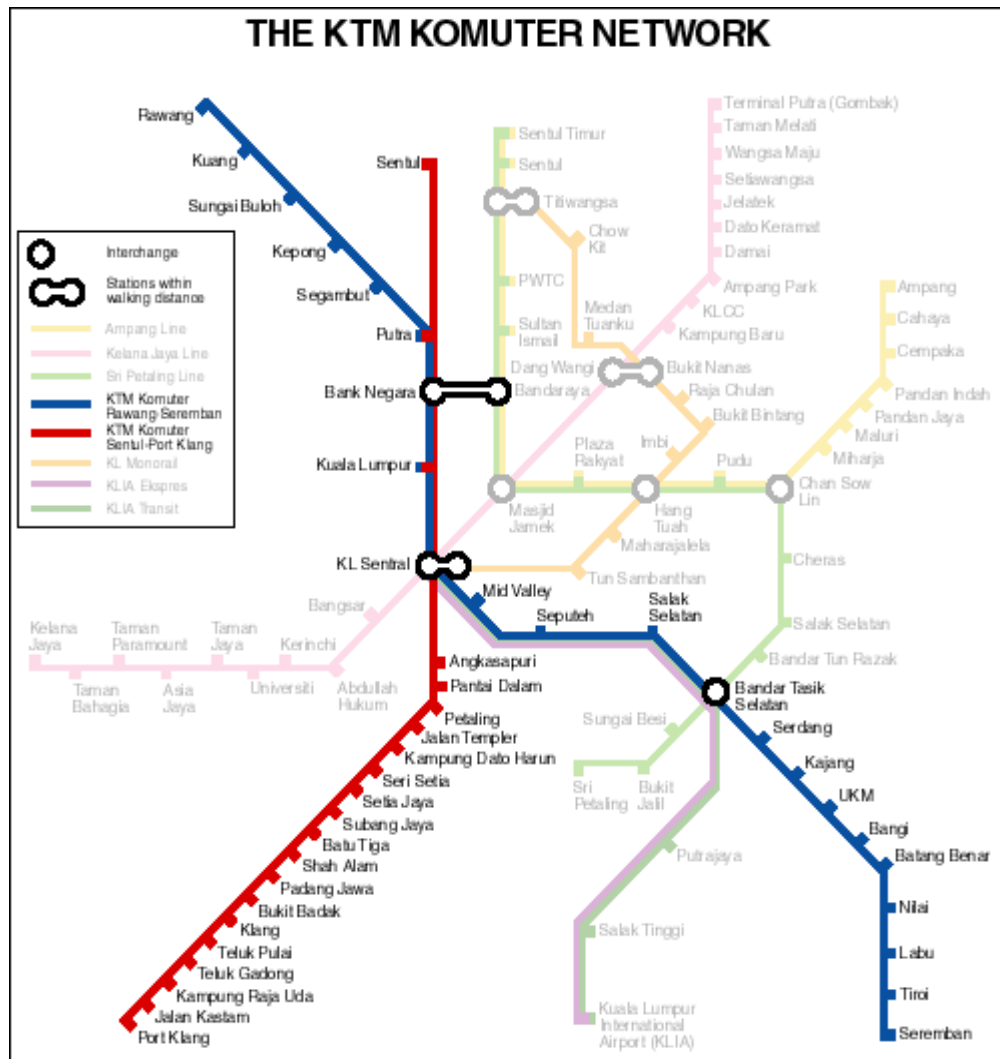 THE KTM KOMUTER NETWORK
Rawang
Kuang
Sungai Buloh
Kepong
Segambut
Putra
Bank Negara
Kuala Lumpur
KL Sentral
Sentul
Interchange
Stations within
walking distance
Ampang Line
Kelana Jaya Line
Sri Petaling Line
KTM Komuter
Rawang-Seremban
KTM Komuter
Sentul-Port Klang
KL Monorail
KLIA Ekspres
KLIA Transit
Sentul Timur
Sentul
Titiwangsa
PWTC
Sultan
Ismail
Bandaraya
Masjid
Jamek
Chow
Kit
Medan
Tuanku
Dang Wangi
Bukit Nanas
Raja Chulan
Bukit Bintang
Imbi
Hang
Tuah
Maharajalela
Tun Sambanthan
Terminal Putra (Gombak)
Taman Melati
Wangsa Maju
Setiawangsa
Jelatek
Dato Keramat
Damai
Ampang Park
KLCC
Kampung Baru
Ampang
Cahaya
Cempaka
Pandan Indah
Pandan Jaya
Maluri
Miharja
Chan Sow
Lin
Plaza
Rakyat
Pudu
Cheras
Salak Selatan
Bandar Tun Razak
Bandar Tasik
Selatan
Sungai Besi
Bukit
Jalil
Sri
Petaling
Bangsar
Abdullah
Hukum
Kerinchi
Universiti
Taman
Jaya
Asia
Jaya
Taman
Paramount
Taman
Bahagia
Kelana
Jaya
Mid Valley
Seputeh
Salak
Selatan
Serdang
Kajang
UKM
Bangi
Batang Benar
Nilai
Labu
Tiroi
Seremban
Angkasapuri
Pantai Dalam
Petaling
Jalan Templer
Kampung Dato Harun
Seri Setia
Setia Jaya
Subang Jaya
Batu Tiga
Shah Alam
Padang Jawa
Bukit Badak
Klang
Teluk Pulai
Teluk Gadong
Kampung Raja Uda
Jalan Kastam
Port Klang
Putrajaya
Salak Tinggi
Kuala Lumpur
International
Airport (KLIA)